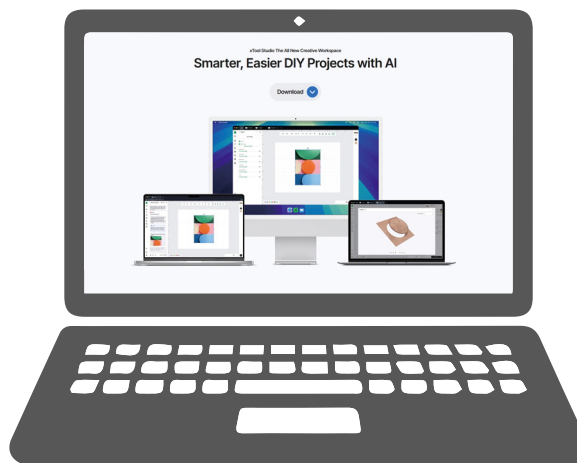 xTool Studio The All New Creative Workspace
Smarter, Easier DIY Projects with AI
Download